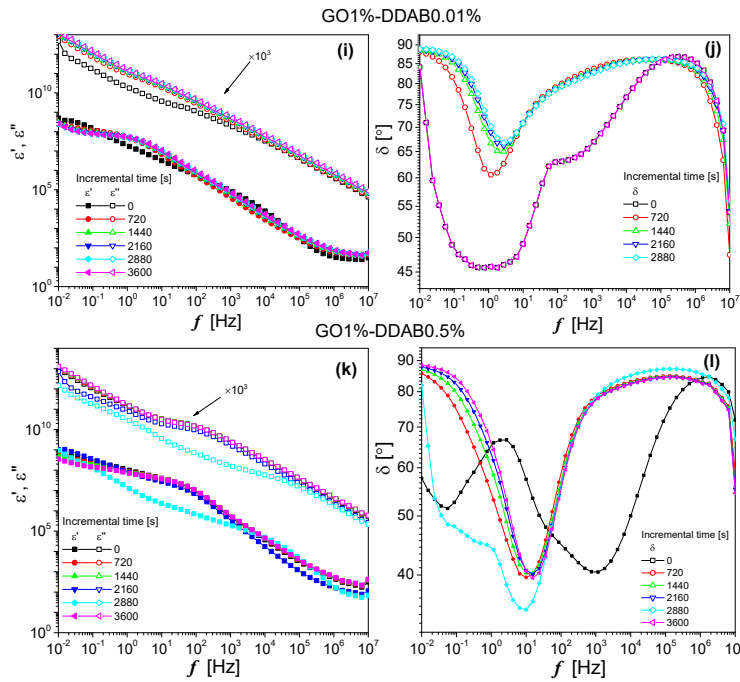 GO1%-DDAB0.01%
(i)
×10³
10¹⁰
10⁵
10⁰
ε', ε''
Incremental time [s]
ε' ε''
0
720
1440
2160
2880
3600
10⁻² 10⁻¹ 10⁰ 10¹ 10² 10³ 10⁴ 10⁵ 10⁶ 10⁷
f [Hz]
(j)
90
85
80
75
70
65
60
55
50
45
δ [°]
Incremental time [s]
δ
0
720
1440
2160
2880
10⁻² 10⁻¹ 10⁰ 10¹ 10² 10³ 10⁴ 10⁵ 10⁶ 10⁷
f [Hz]
GO1%-DDAB0.5%
(k)
×10³
10¹⁰
10⁵
10⁰
ε', ε''
Incremental time [s]
ε' ε''
0
720
1440
2160
2880
3600
10⁻² 10⁻¹ 10⁰ 10¹ 10² 10³ 10⁴ 10⁵ 10⁶ 10⁷
f [Hz]
(l)
90
80
70
60
50
40
δ [°]
Incremental time [s]
δ
0
720
1440
2160
2880
3600
10⁻² 10⁻¹ 10⁰ 10¹ 10² 10³ 10⁴ 10⁵ 10⁶ 10⁷
f [Hz]